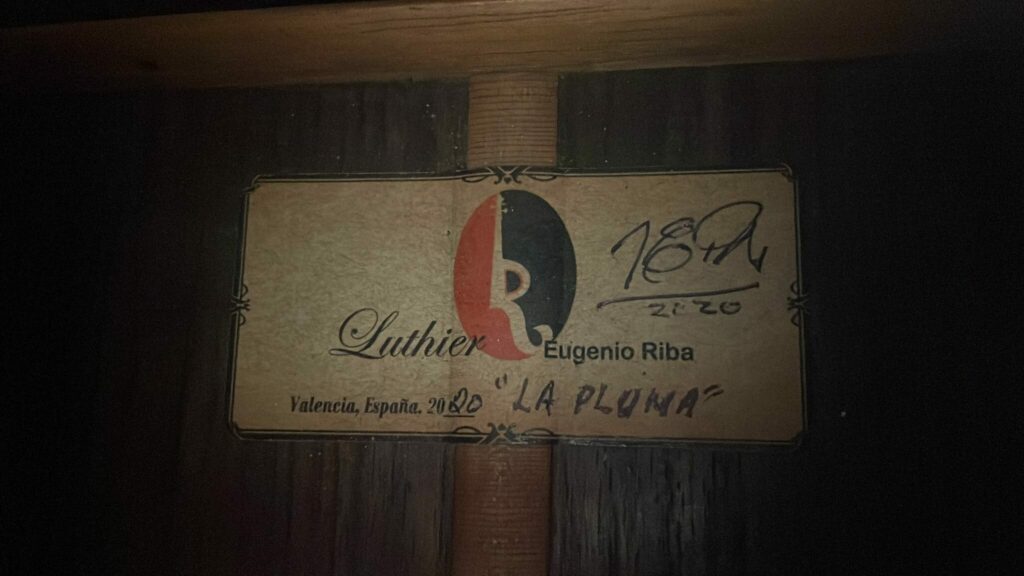 2020
Luthier Eugenio Riba
Valencia, España. 2020 "LA PLUMA"